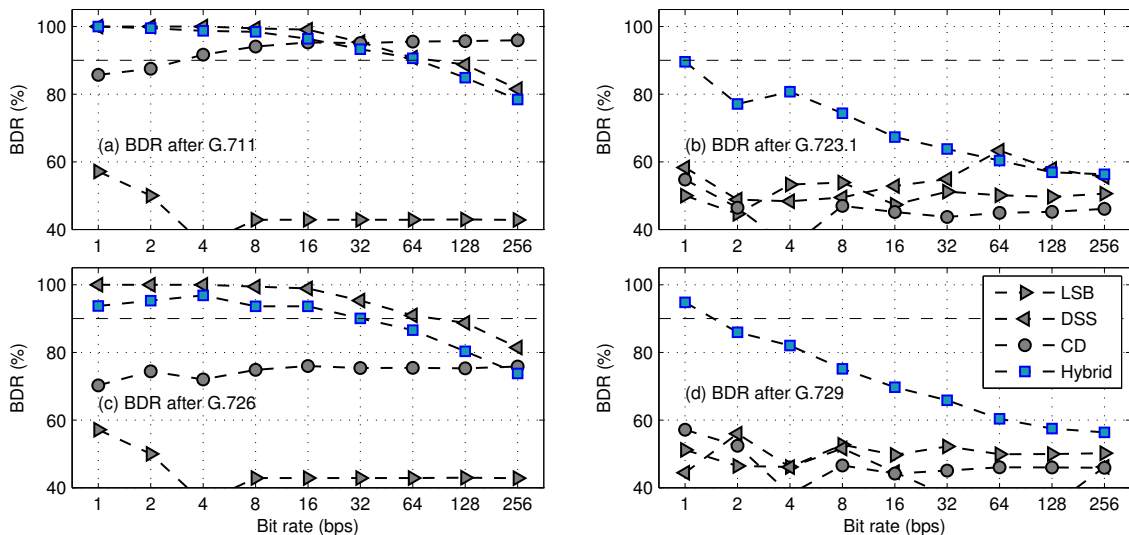 100
80
60
40
BDR (%)
(a) BDR after G.711
1 2 4 8 16 32 64 128 256
100
80
60
40
BDR (%)
(b) BDR after G.723.1
1 2 4 8 16 32 64 128 256
100
80
60
40
BDR (%)
(c) BDR after G.726
1 2 4 8 16 32 64 128 256
Bit rate (bps)
100
80
60
40
BDR (%)
(d) BDR after G.729
LSB
DSS
CD
Hybrid
1 2 4 8 16 32 64 128 256
Bit rate (bps)